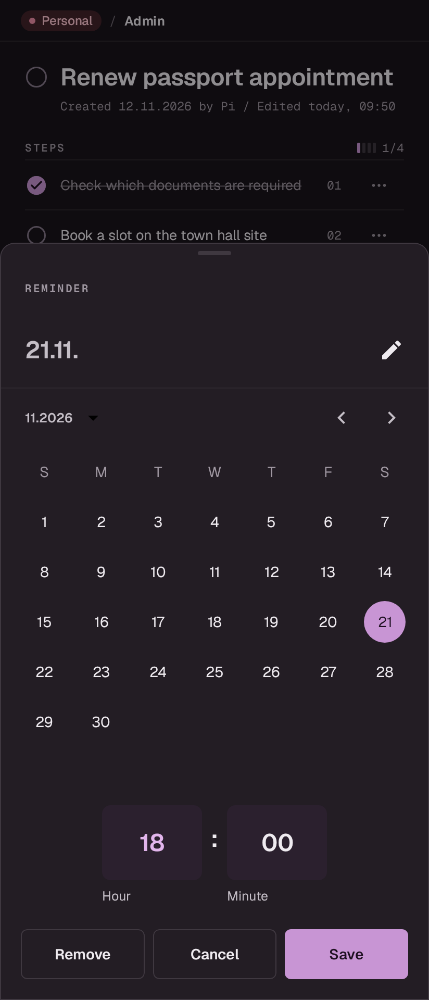 Personal / Admin
Renew passport appointment
Created 12.11.2026 by Pi / Edited today, 09:50
STEPS 1/4
Check which documents are required 01
Book a slot on the town hall site 02
REMINDER
21.11.
11.2026
S M T W T F S
1 2 3 4 5 6 7
8 9 10 11 12 13 14
15 16 17 18 19 20 21
22 23 24 25 26 27 28
29 30
18 : 00
Hour Minute
Remove Cancel Save